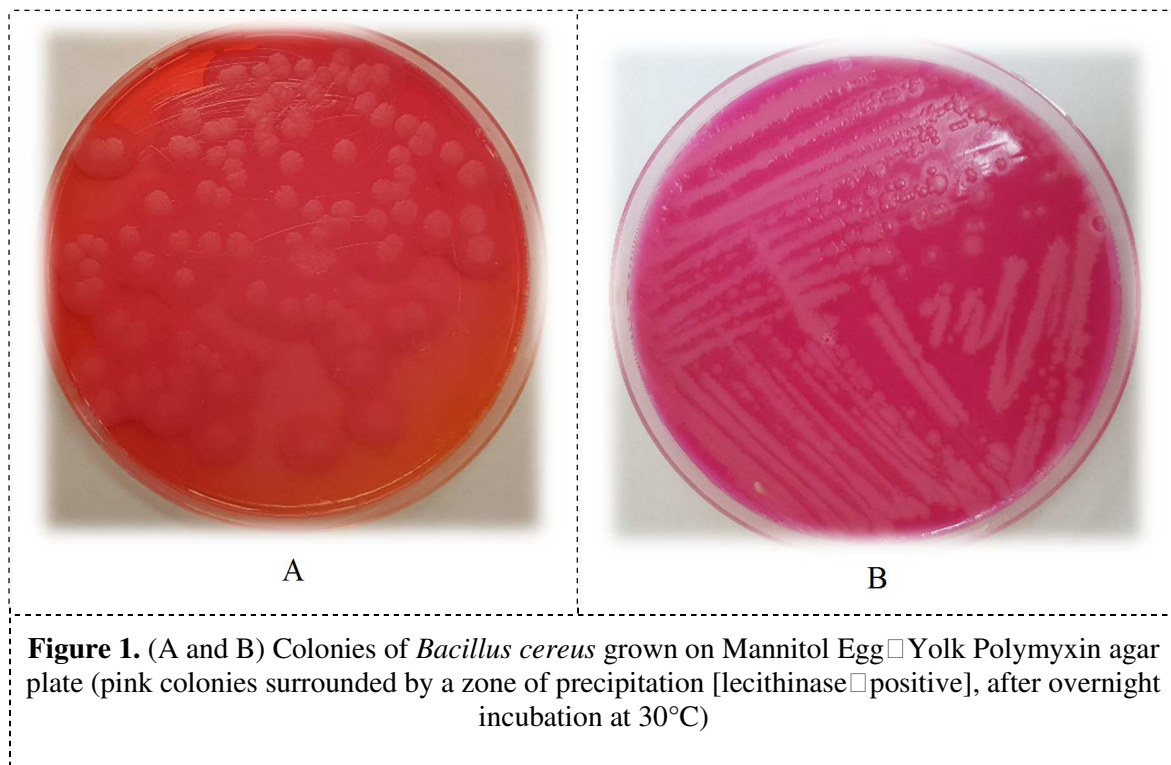 A
B
Figure 1. (A and B) Colonies of Bacillus cereus grown on Mannitol Egg□Yolk Polymyxin agar
plate (pink colonies surrounded by a zone of precipitation [lecithinase□positive], after overnight
incubation at 30°C)